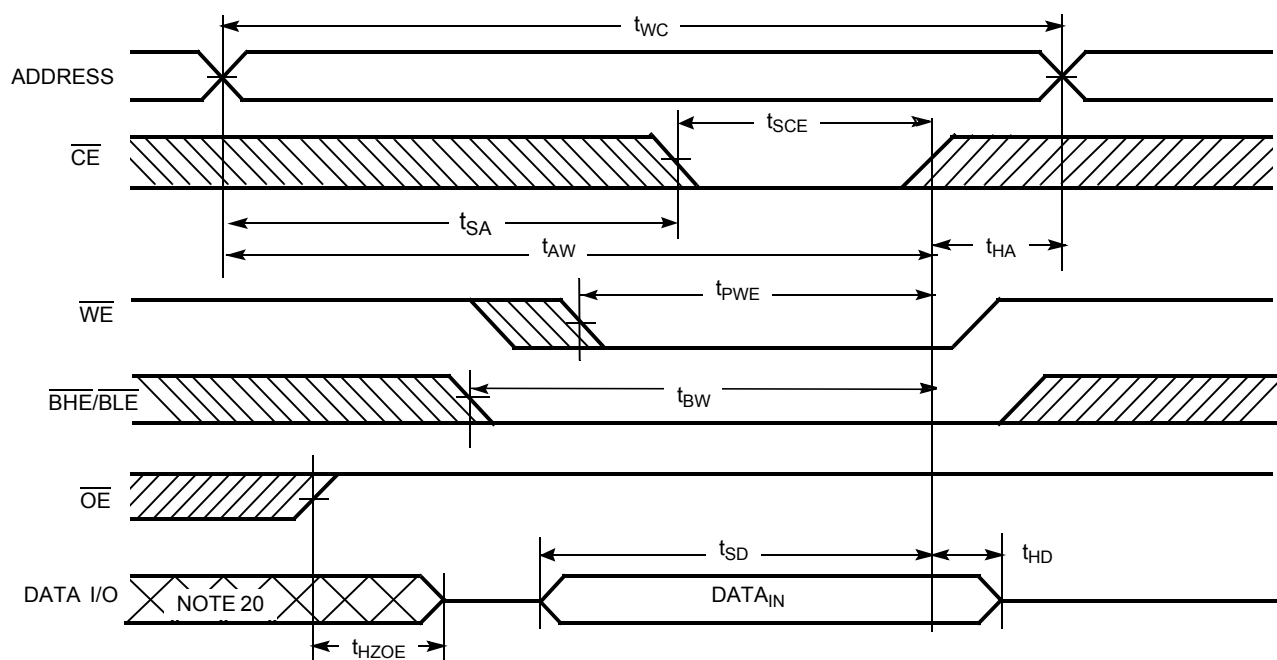 tWC
ADDRESS
tSCE
CE
tSA
tAW
tHA
tPWE
WE
BHE/BLE
tBW
OE
tSD
tHD
DATA I/O
NOTE 20
DATAIN
tHZOE